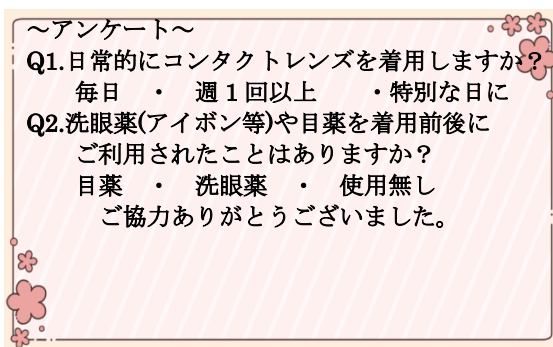 ～アンケート～
Q1.日常的にコンタクトレンズを着用しますか？
毎日　・　週１回以上　　・特別な日に
Q2.洗眼薬(アイボン等)や目薬を着用前後に
ご利用されたことはありますか？
目薬　・　洗眼薬　・　使用無し
ご協力ありがとうございました。